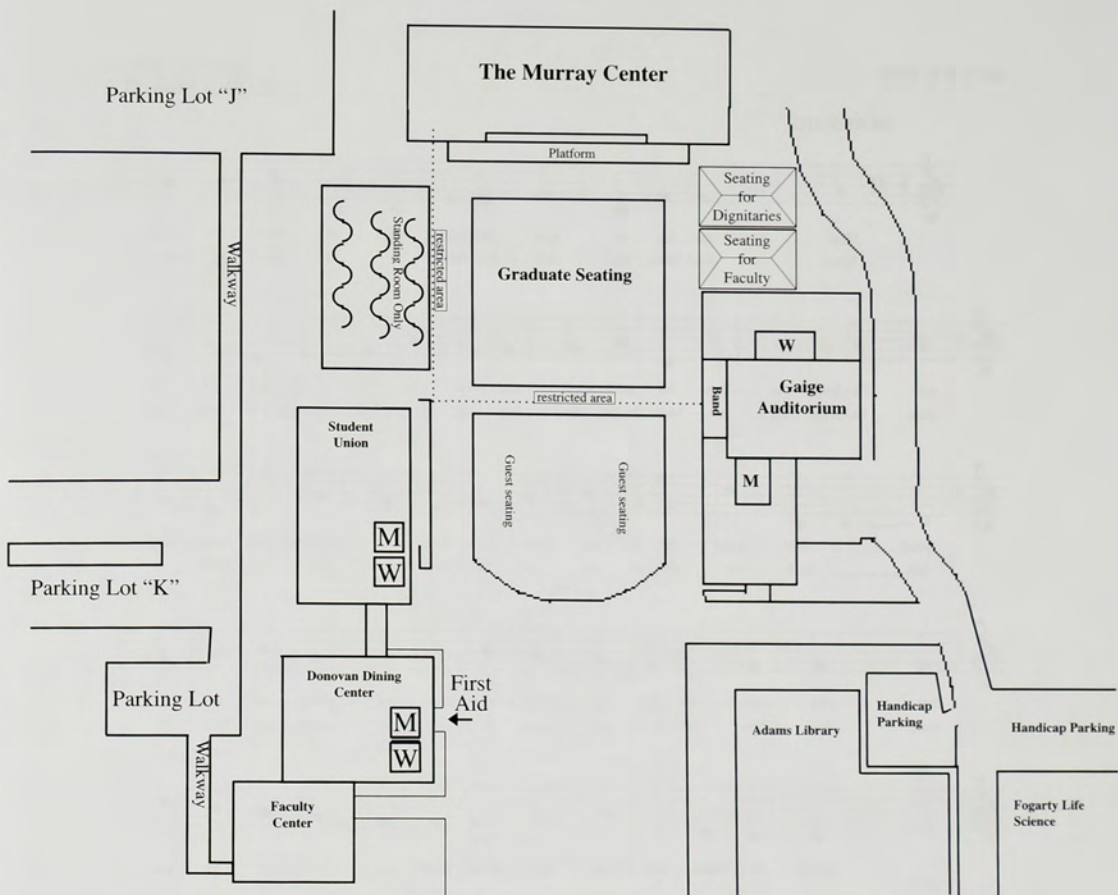 The Murray Center
Parking Lot “J”
Platform
Seating
for
Dignitaries
Seating
for
Faculty
Walkway
Standing Room Only
restricted area
Graduate Seating
W
Gaige
Auditorium
Band
restricted area
Student
Union
Guest seating
Guest seating
M
M
W
Parking Lot “K”
Donovan Dining
Center
First
Aid
Parking Lot
M
W
Walkway
Handicap
Parking
Adams Library
Handicap Parking
Faculty
Center
Fogarty Life
Science